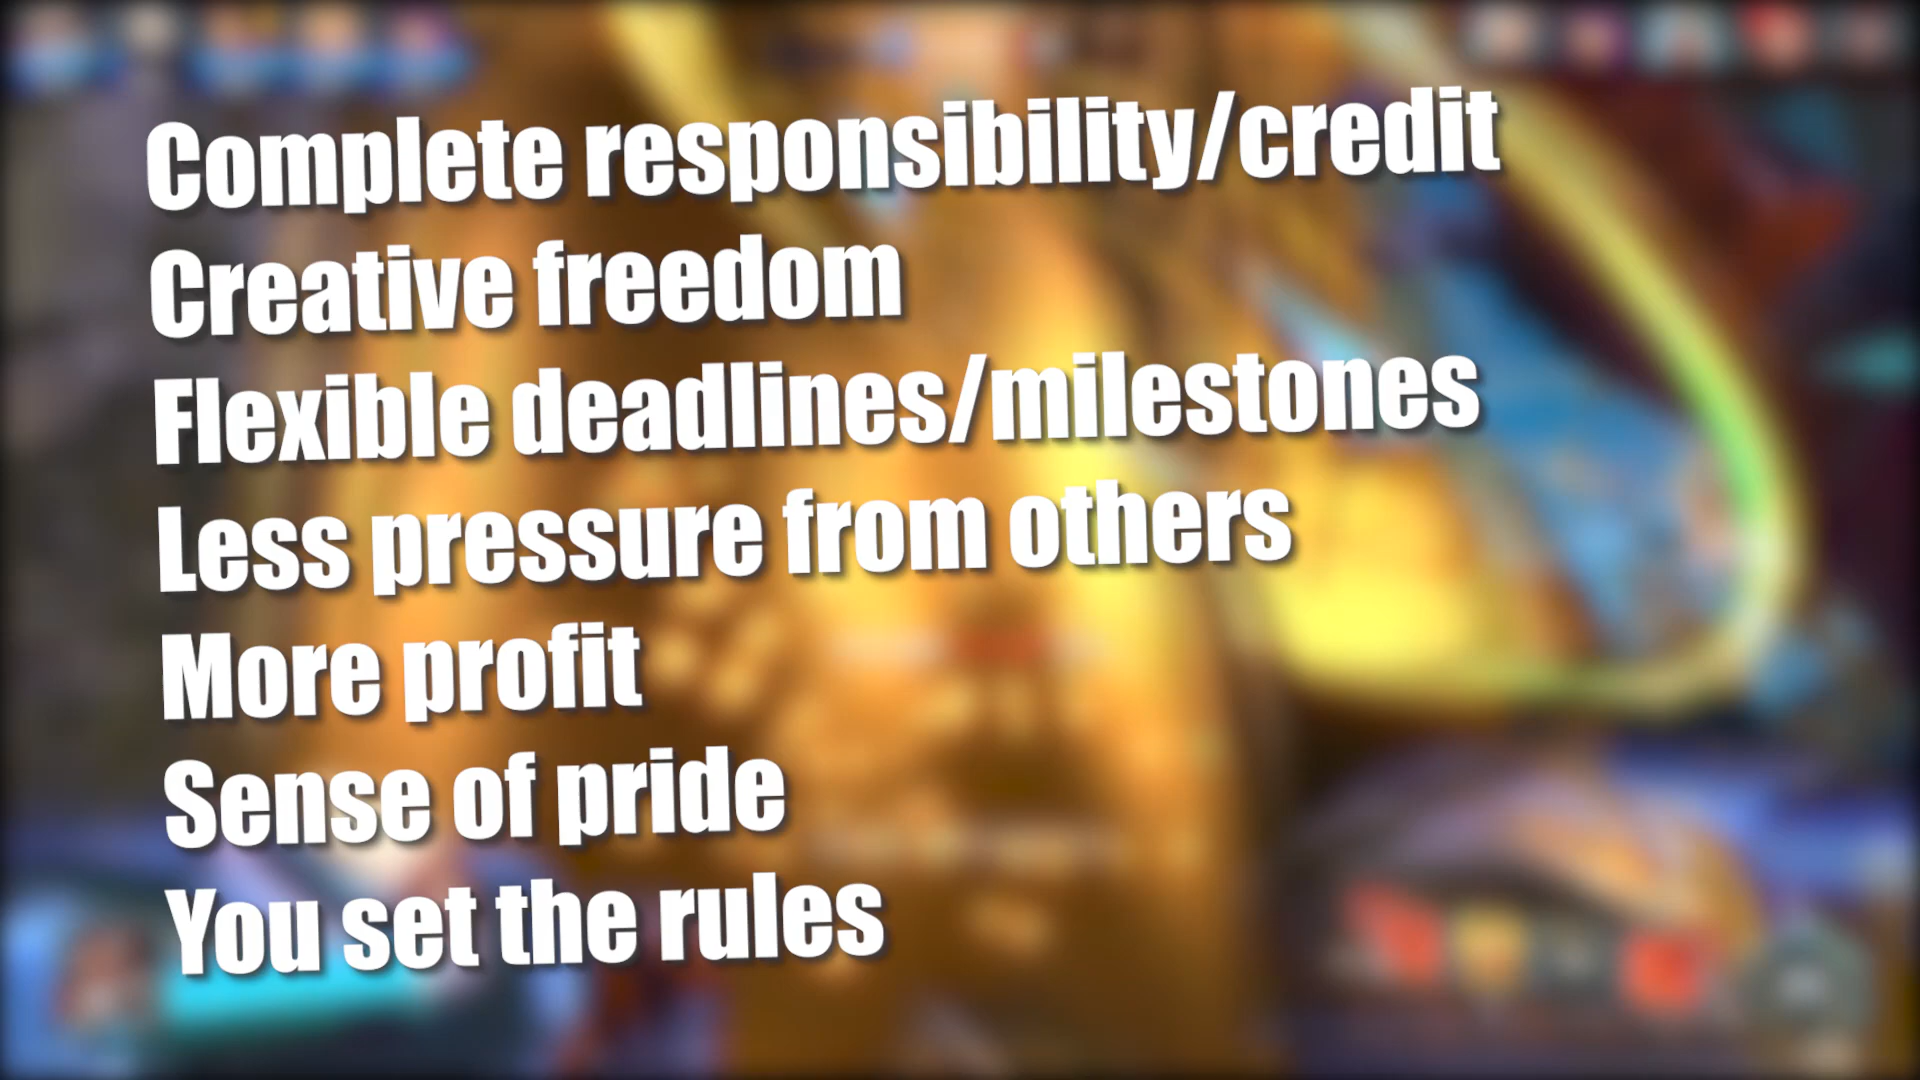 Complete responsibility/credit
Creative freedom
Flexible deadlines/milestones
Less pressure from others
More profit
Sense of pride
You set the rules